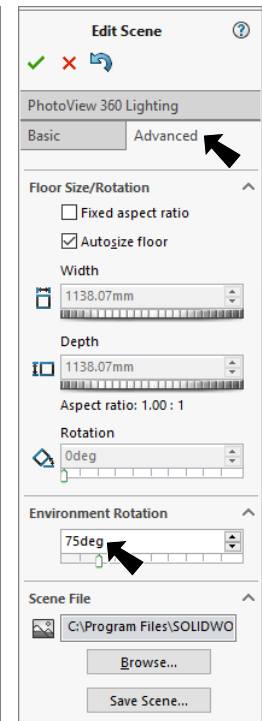 Edit Scene
PhotoView 360 Lighting
Basic Advanced
Floor Size/Rotation
Fixed aspect ratio
Autosize floor
Width
1138.07mm
Depth
1138.07mm
Aspect ratio: 1.00 : 1
Rotation
0deg
Environment Rotation
75deg
Scene File
C:\Program Files\SOLIDWO
Browse...
Save Scene...